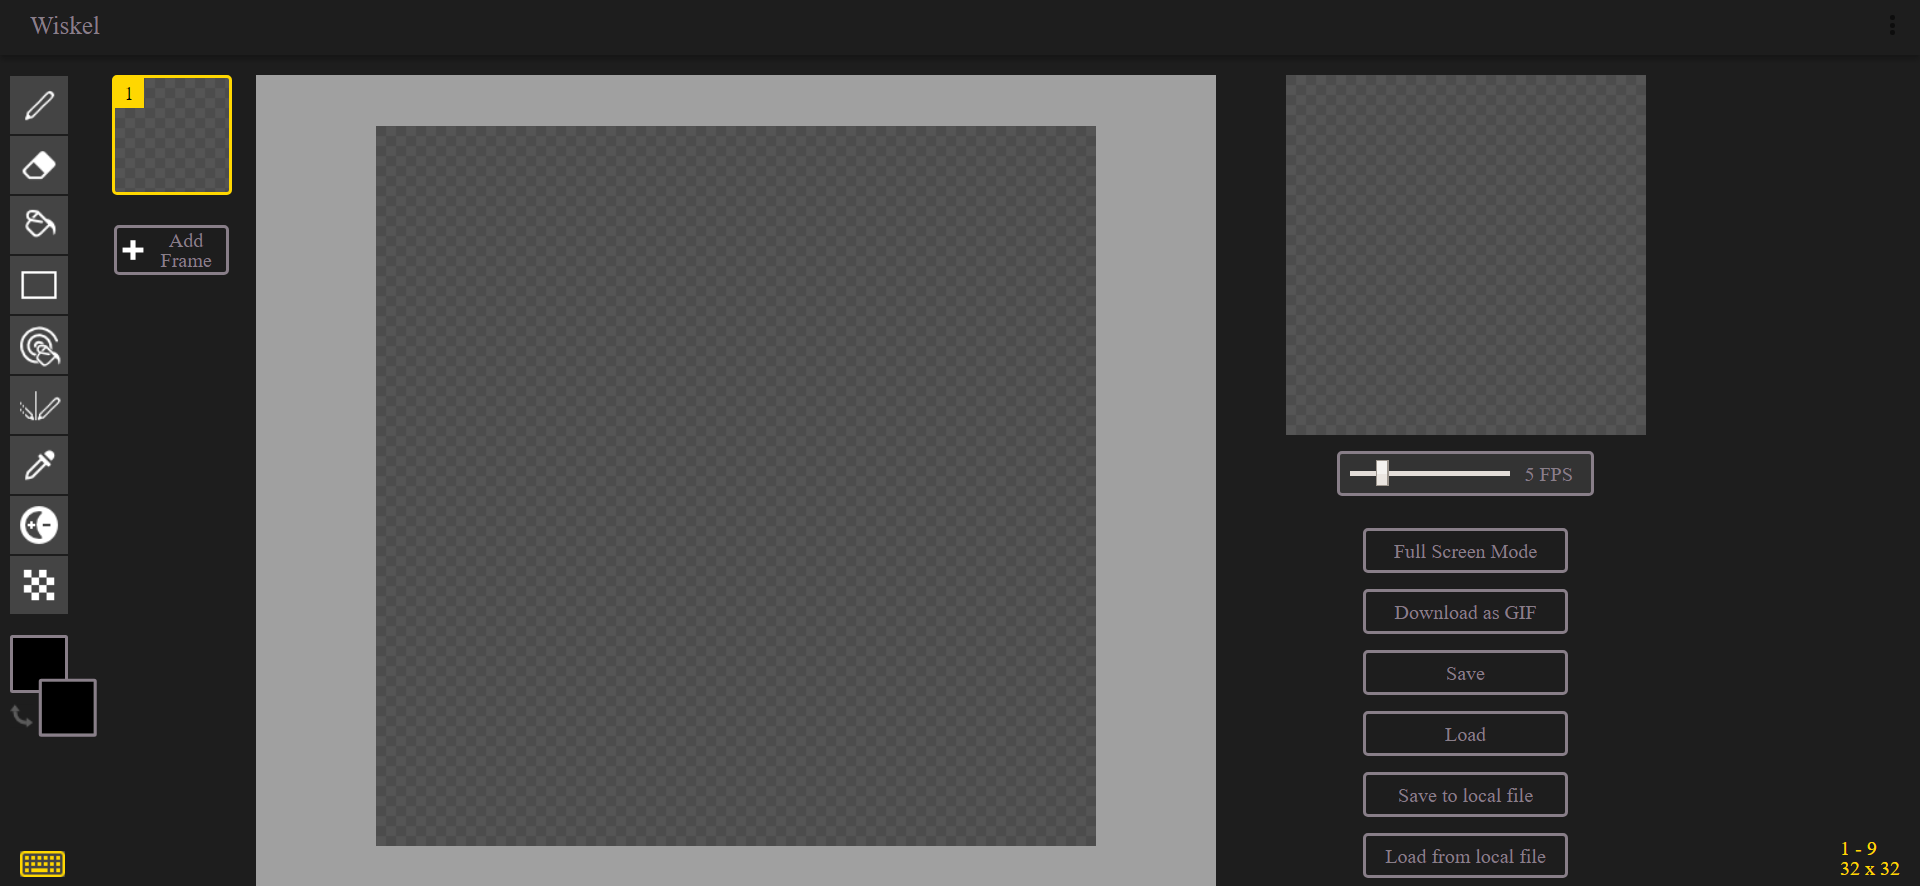 Wiskel
1
Add
Frame
5 FPS
Full Screen Mode
Download as GIF
Save
Load
Save to local file
Load from local file
1 - 9
32 x 32